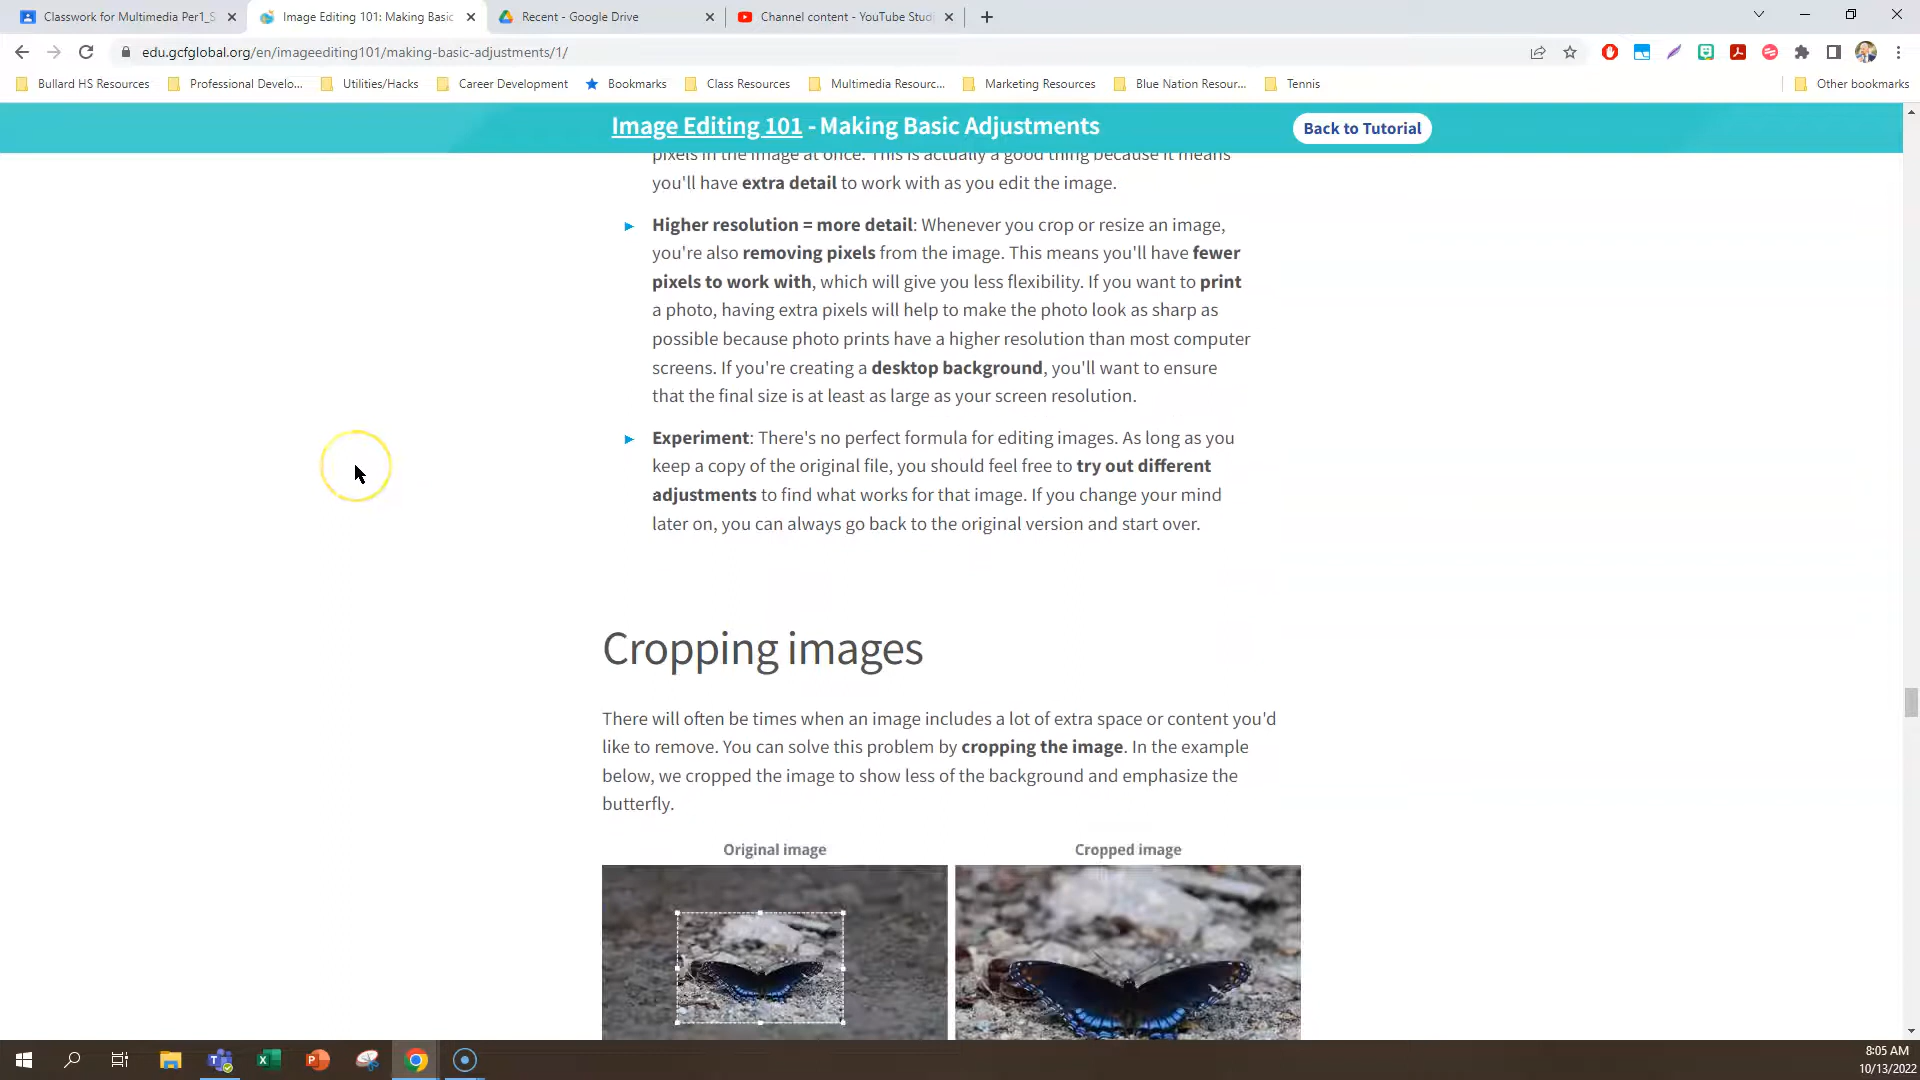 Classwork for Multimedia Per1_S
Image Editing 101: Making Basic
Recent - Google Drive
Channel content - YouTube Stud
edu.gcfglobal.org/en/imageediting101/making-basic-adjustments/1/
Bullard HS Resources
Professional Develo...
Utilities/Hacks
Career Development
Bookmarks
Class Resources
Multimedia Resourc...
Marketing Resources
Blue Nation Resour...
Tennis
Other bookmarks
Image Editing 101 - Making Basic Adjustments
Back to Tutorial
pixels in the image at once. This is actually a good thing because it means
you'll have extra detail to work with as you edit the image.
Higher resolution = more detail: Whenever you crop or resize an image,
you're also removing pixels from the image. This means you'll have fewer
pixels to work with, which will give you less flexibility. If you want to print
a photo, having extra pixels will help to make the photo look as sharp as
possible because photo prints have a higher resolution than most computer
screens. If you're creating a desktop background, you'll want to ensure
that the final size is at least as large as your screen resolution.
Experiment: There's no perfect formula for editing images. As long as you
keep a copy of the original file, you should feel free to try out different
adjustments to find what works for that image. If you change your mind
later on, you can always go back to the original version and start over.
Cropping images
There will often be times when an image includes a lot of extra space or content you'd
like to remove. You can solve this problem by cropping the image. In the example
below, we cropped the image to show less of the background and emphasize the
butterfly.
Original image
Cropped image
8:05 AM
10/13/2022